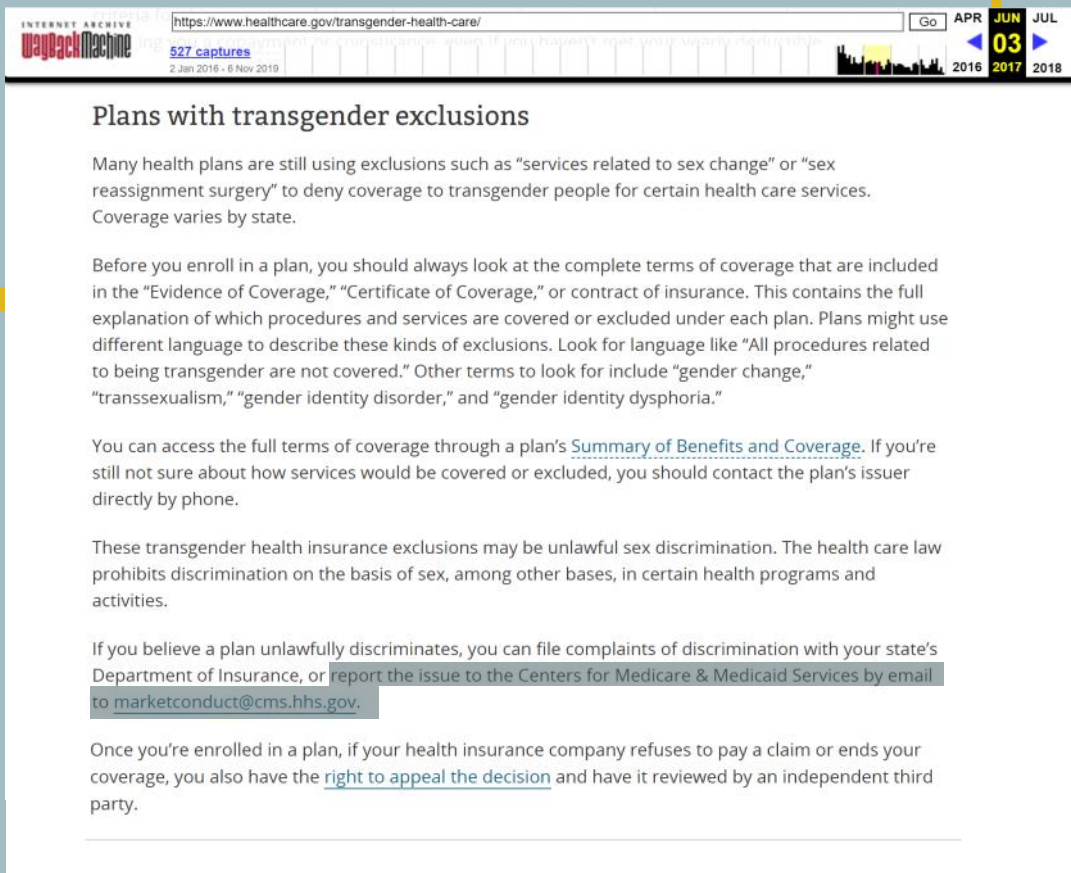 INTERNET ARCHIVE
WayBackMachine
https://www.healthcare.gov/transgender-health-care/
Go
527 captures
2 Jan 2016 - 6 Nov 2019
APR JUN JUL
03
2016 2017 2018
Plans with transgender exclusions
Many health plans are still using exclusions such as “services related to sex change” or “sex
reassignment surgery” to deny coverage to transgender people for certain health care services.
Coverage varies by state.
Before you enroll in a plan, you should always look at the complete terms of coverage that are included
in the “Evidence of Coverage,” “Certificate of Coverage,” or contract of insurance. This contains the full
explanation of which procedures and services are covered or excluded under each plan. Plans might use
different language to describe these kinds of exclusions. Look for language like “All procedures related
to being transgender are not covered.” Other terms to look for include “gender change,”
“transsexualism,” “gender identity disorder,” and “gender identity dysphoria.”
You can access the full terms of coverage through a plan’s Summary of Benefits and Coverage. If you’re
still not sure about how services would be covered or excluded, you should contact the plan’s issuer
directly by phone.
These transgender health insurance exclusions may be unlawful sex discrimination. The health care law
prohibits discrimination on the basis of sex, among other bases, in certain health programs and
activities.
If you believe a plan unlawfully discriminates, you can file complaints of discrimination with your state’s
Department of Insurance, or report the issue to the Centers for Medicare & Medicaid Services by email
to marketconduct@cms.hhs.gov.
Once you’re enrolled in a plan, if your health insurance company refuses to pay a claim or ends your
coverage, you also have the right to appeal the decision and have it reviewed by an independent third
party.